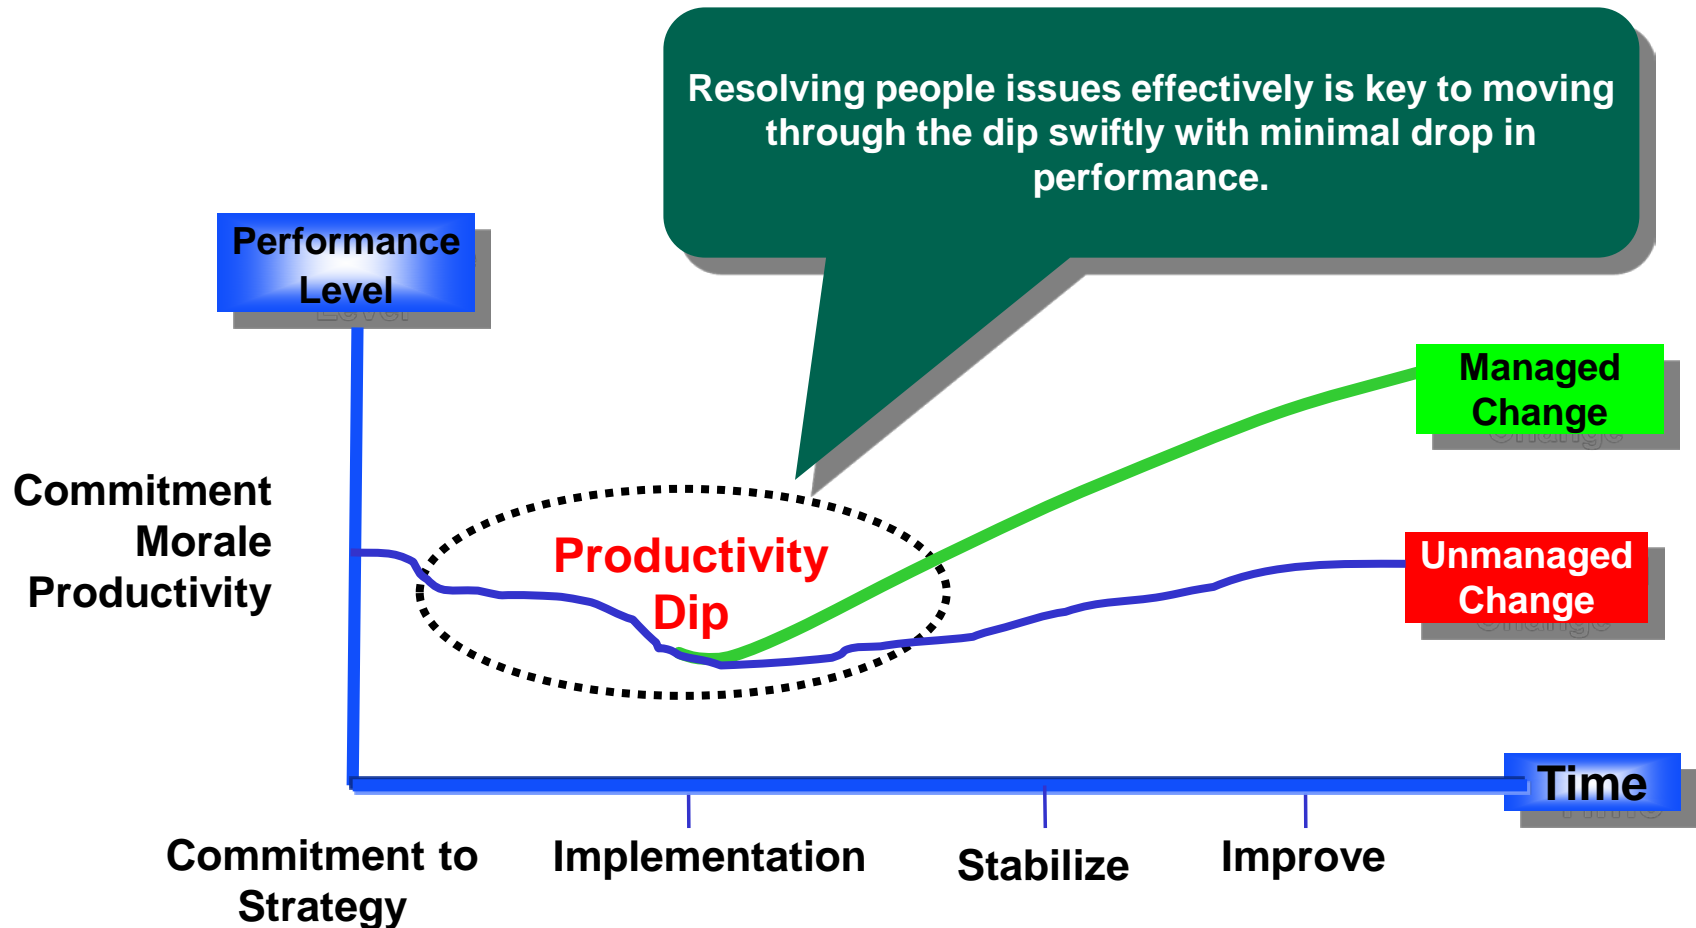 Resolving people issues effectively is key to moving
through the dip swiftly with minimal drop in
performance.
Performance
Level
Managed
Change
Commitment
Morale
Productivity
Productivity
Dip
Unmanaged
Change
Time
Commitment to
Strategy
Implementation
Stabilize
Improve